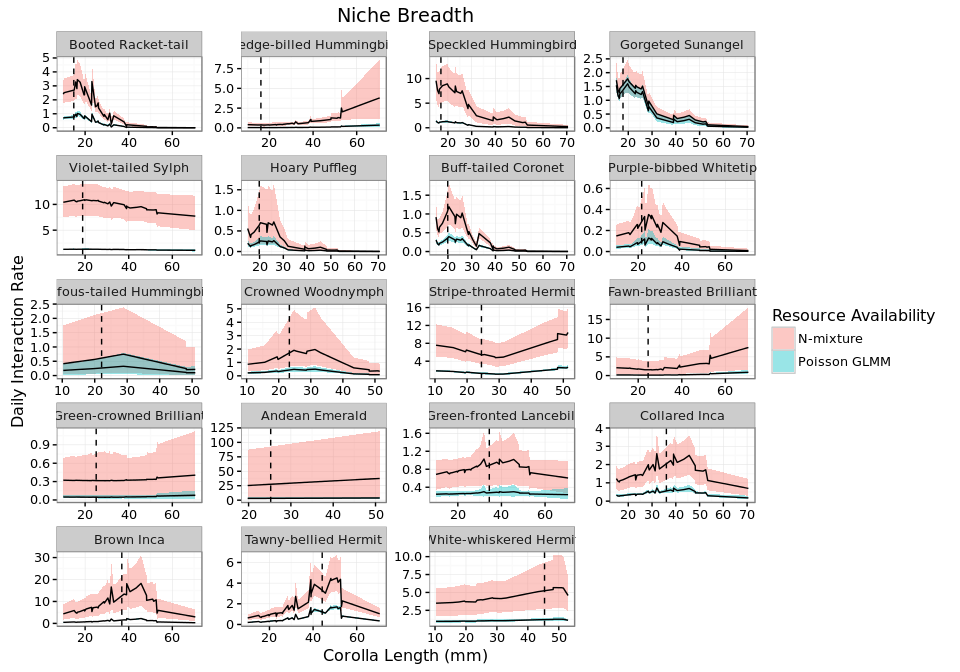 Niche Breadth
Booted Racket-tail
edge-billed Hummingbi
Speckled Hummingbird
Gorgeted Sunangel
5
4
3
2
1
0
20 40 60
7.5
5.0
2.5
0.0
20 40 60
10
5
0
20 30 40 50 60 70
2.5
2.0
1.5
1.0
0.5
0.0
20 30 40 50 60 70
Violet-tailed Sylph
Hoary Puffleg
Buff-tailed Coronet
Purple-bibbed Whitetip
10
5
20 40 60
1.5
1.0
0.5
0.0
20 30 40 50 60 70
1.5
1.0
0.5
0.0
20 30 40 50 60 70
0.6
0.4
0.2
0.0
20 40 60
fous-tailed Hummingbi
Crowned Woodnymph
Stripe-throated Hermit
Fawn-breasted Brilliant
2.5
2.0
1.5
1.0
0.5
0.0
10 20 30 40 50
5
4
3
2
1
0
10 20 30 40 50
16
12
8
4
10 20 30 40 50
15
10
5
0
20 40 60
Green-crowned Brilliant
Andean Emerald
Green-fronted Lancebil
Collared Inca
0.9
0.6
0.3
0.0
20 40 60
125
100
75
50
25
0
20 30 40 50
1.6
1.2
0.8
0.4
20 40 60
4
3
2
1
0
20 30 40 50 60 70
Brown Inca
Tawny-bellied Hermit
White-whiskered Hermit
30
20
10
0
20 40 60
6
4
2
0
20 40 60
10.0
7.5
5.0
2.5
10 20 30 40 50
Daily Interaction Rate
Corolla Length (mm)
Resource Availability
N-mixture
Poisson GLMM